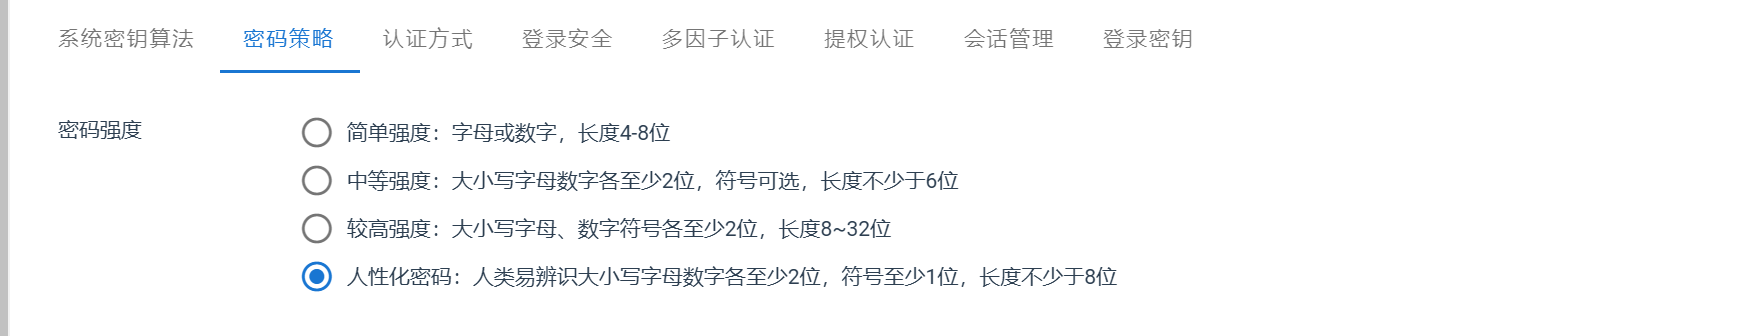 系统密钥算法 密码策略 认证方式 登录安全 多因子认证 提权认证 会话管理 登录密钥
密码强度
简单强度：字母或数字，长度4-8位
中等强度：大小写字母数字各至少2位，符号可选，长度不少于6位
较高强度：大小写字母、数字符号各至少2位，长度8~32位
人性化密码：人类易辨识大小写字母数字各至少2位，符号至少1位，长度不少于8位